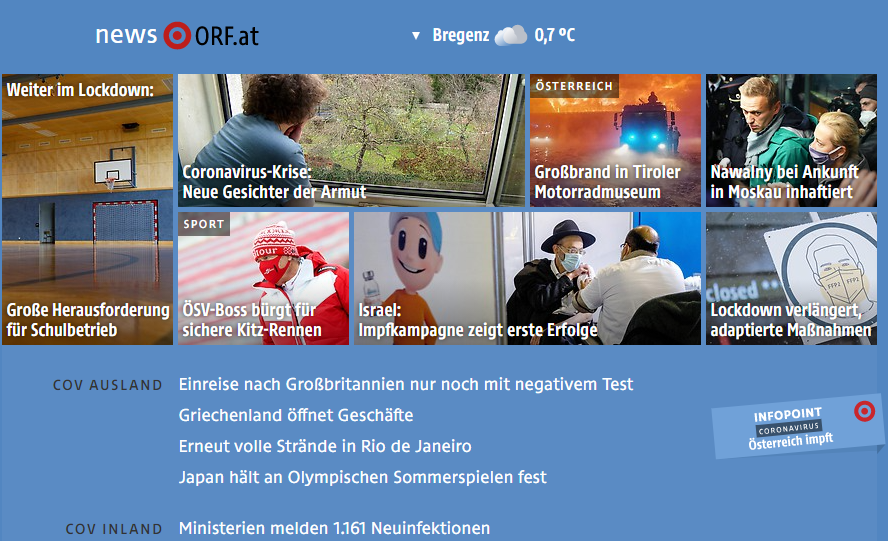 news ORF.at
▼ Bregenz 0,7 ºC
Weiter im Lockdown:
Große Herausforderung
für Schulbetrieb
Coronavirus-Krise:
Neue Gesichter der Armut
ÖSTERREICH
Großbrand in Tiroler
Motorradmuseum
Nawalny bei Ankunft
in Moskau inhaftiert
SPORT
ÖSV-Boss bürgt für
sichere Kitz-Rennen
Israel:
Impfkampagne zeigt erste Erfolge
closed
FFP2 FFP2
Lockdown verlängert,
adaptierte Maßnahmen
COV AUSLAND
Einreise nach Großbritannien nur noch mit negativem Test
Griechenland öffnet Geschäfte
Erneut volle Strände in Rio de Janeiro
Japan hält an Olympischen Sommerspielen fest
INFOPOINT
CORONAVIRUS
Österreich impft
COV INLAND
Ministerien melden 1.161 Neuinfektionen